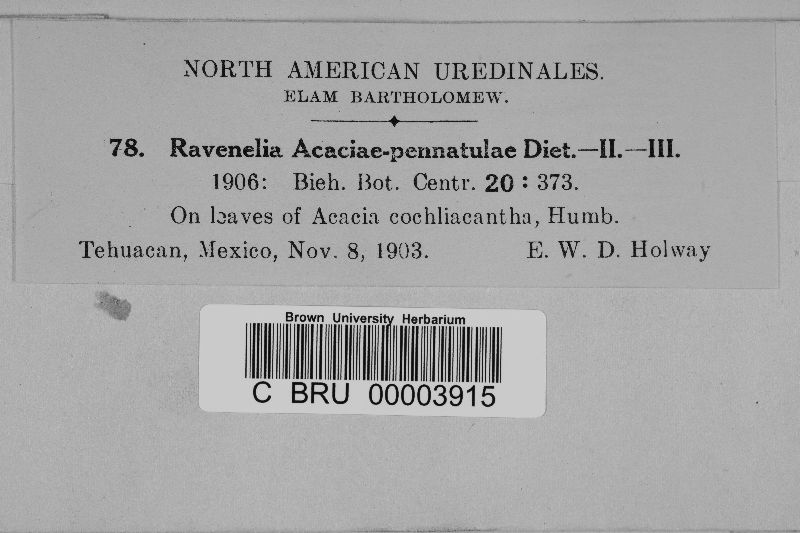 NORTH AMERICAN UREDINALES.
ELAM BARTHOLOMEW.
78. Ravenelia Acaciae-pennatulae Diet.—II.—III.
1906: Bieh. Bot. Centr. 20 : 373.
On leaves of Acacia cochliacantha, Humb.
Tehuacan, Mexico, Nov. 8, 1903. E. W. D. Holway
Brown University Herbarium
C BRU 00003915